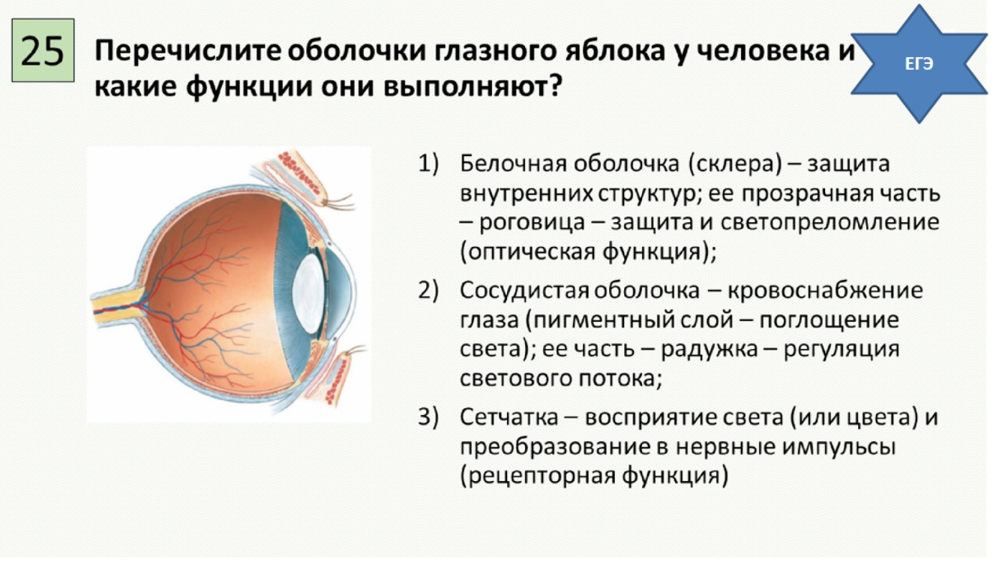 25
Перечислите оболочки глазного яблока у человека и
какие функции они выполняют?
ЕГЭ
1) Белочная оболочка (склера) – защита
внутренних структур; ее прозрачная часть
– роговица – защита и светопреломление
(оптическая функция);
2) Сосудистая оболочка – кровоснабжение
глаза (пигментный слой – поглощение
света); ее часть – радужка – регуляция
светового потока;
3) Сетчатка – восприятие света (или цвета) и
преобразование в нервные импульсы
(рецепторная функция)